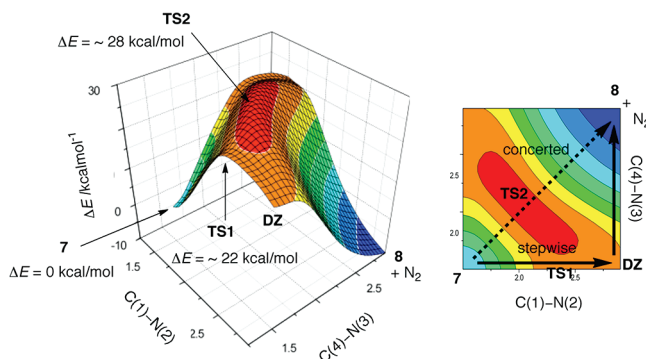 TS2
ΔE = ~ 28 kcal/mol
30
20
10
0
-10
ΔE /kcalmol⁻¹
7
ΔE = 0 kcal/mol
TS1
ΔE = ~ 22 kcal/mol
DZ
8
+ N₂
1.5
2.5
C(1)–N(2)
1.5
2.5
C(4)–N(3)
8
+
N₂
concerted
TS2
stepwise
7
TS1
DZ
2.5
2.0
2.0
2.5
C(4)–N(3)
C(1)–N(2)